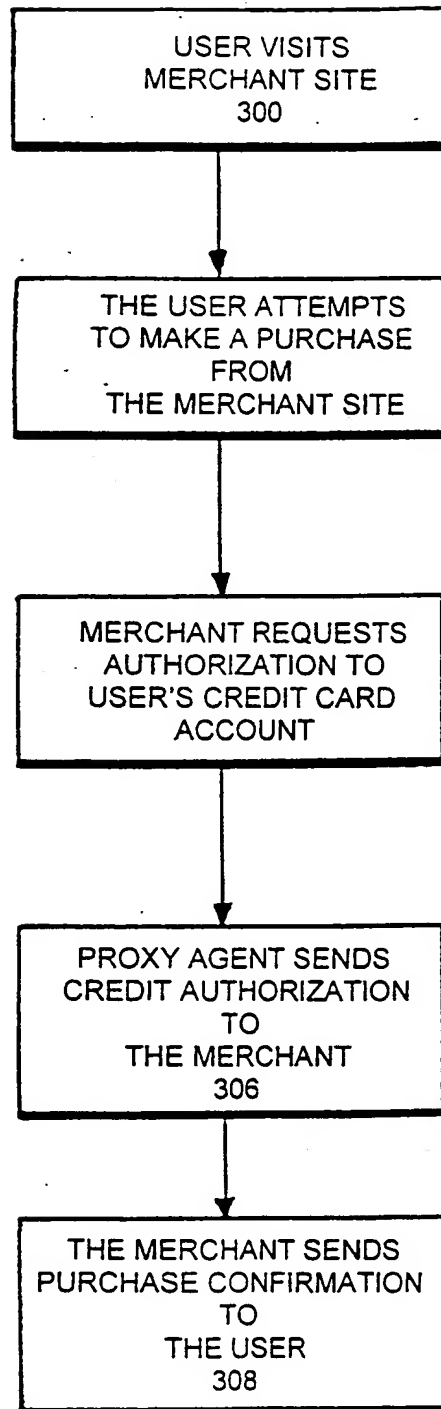 USER VISITS
MERCHANT SITE
300
THE USER ATTEMPTS
TO MAKE A PURCHASE
FROM
THE MERCHANT SITE
MERCHANT REQUESTS
AUTHORIZATION TO
USER'S CREDIT CARD
ACCOUNT
PROXY AGENT SENDS
CREDIT AUTHORIZATION
TO
THE MERCHANT
306
THE MERCHANT SENDS
PURCHASE CONFIRMATION
TO
THE USER
308